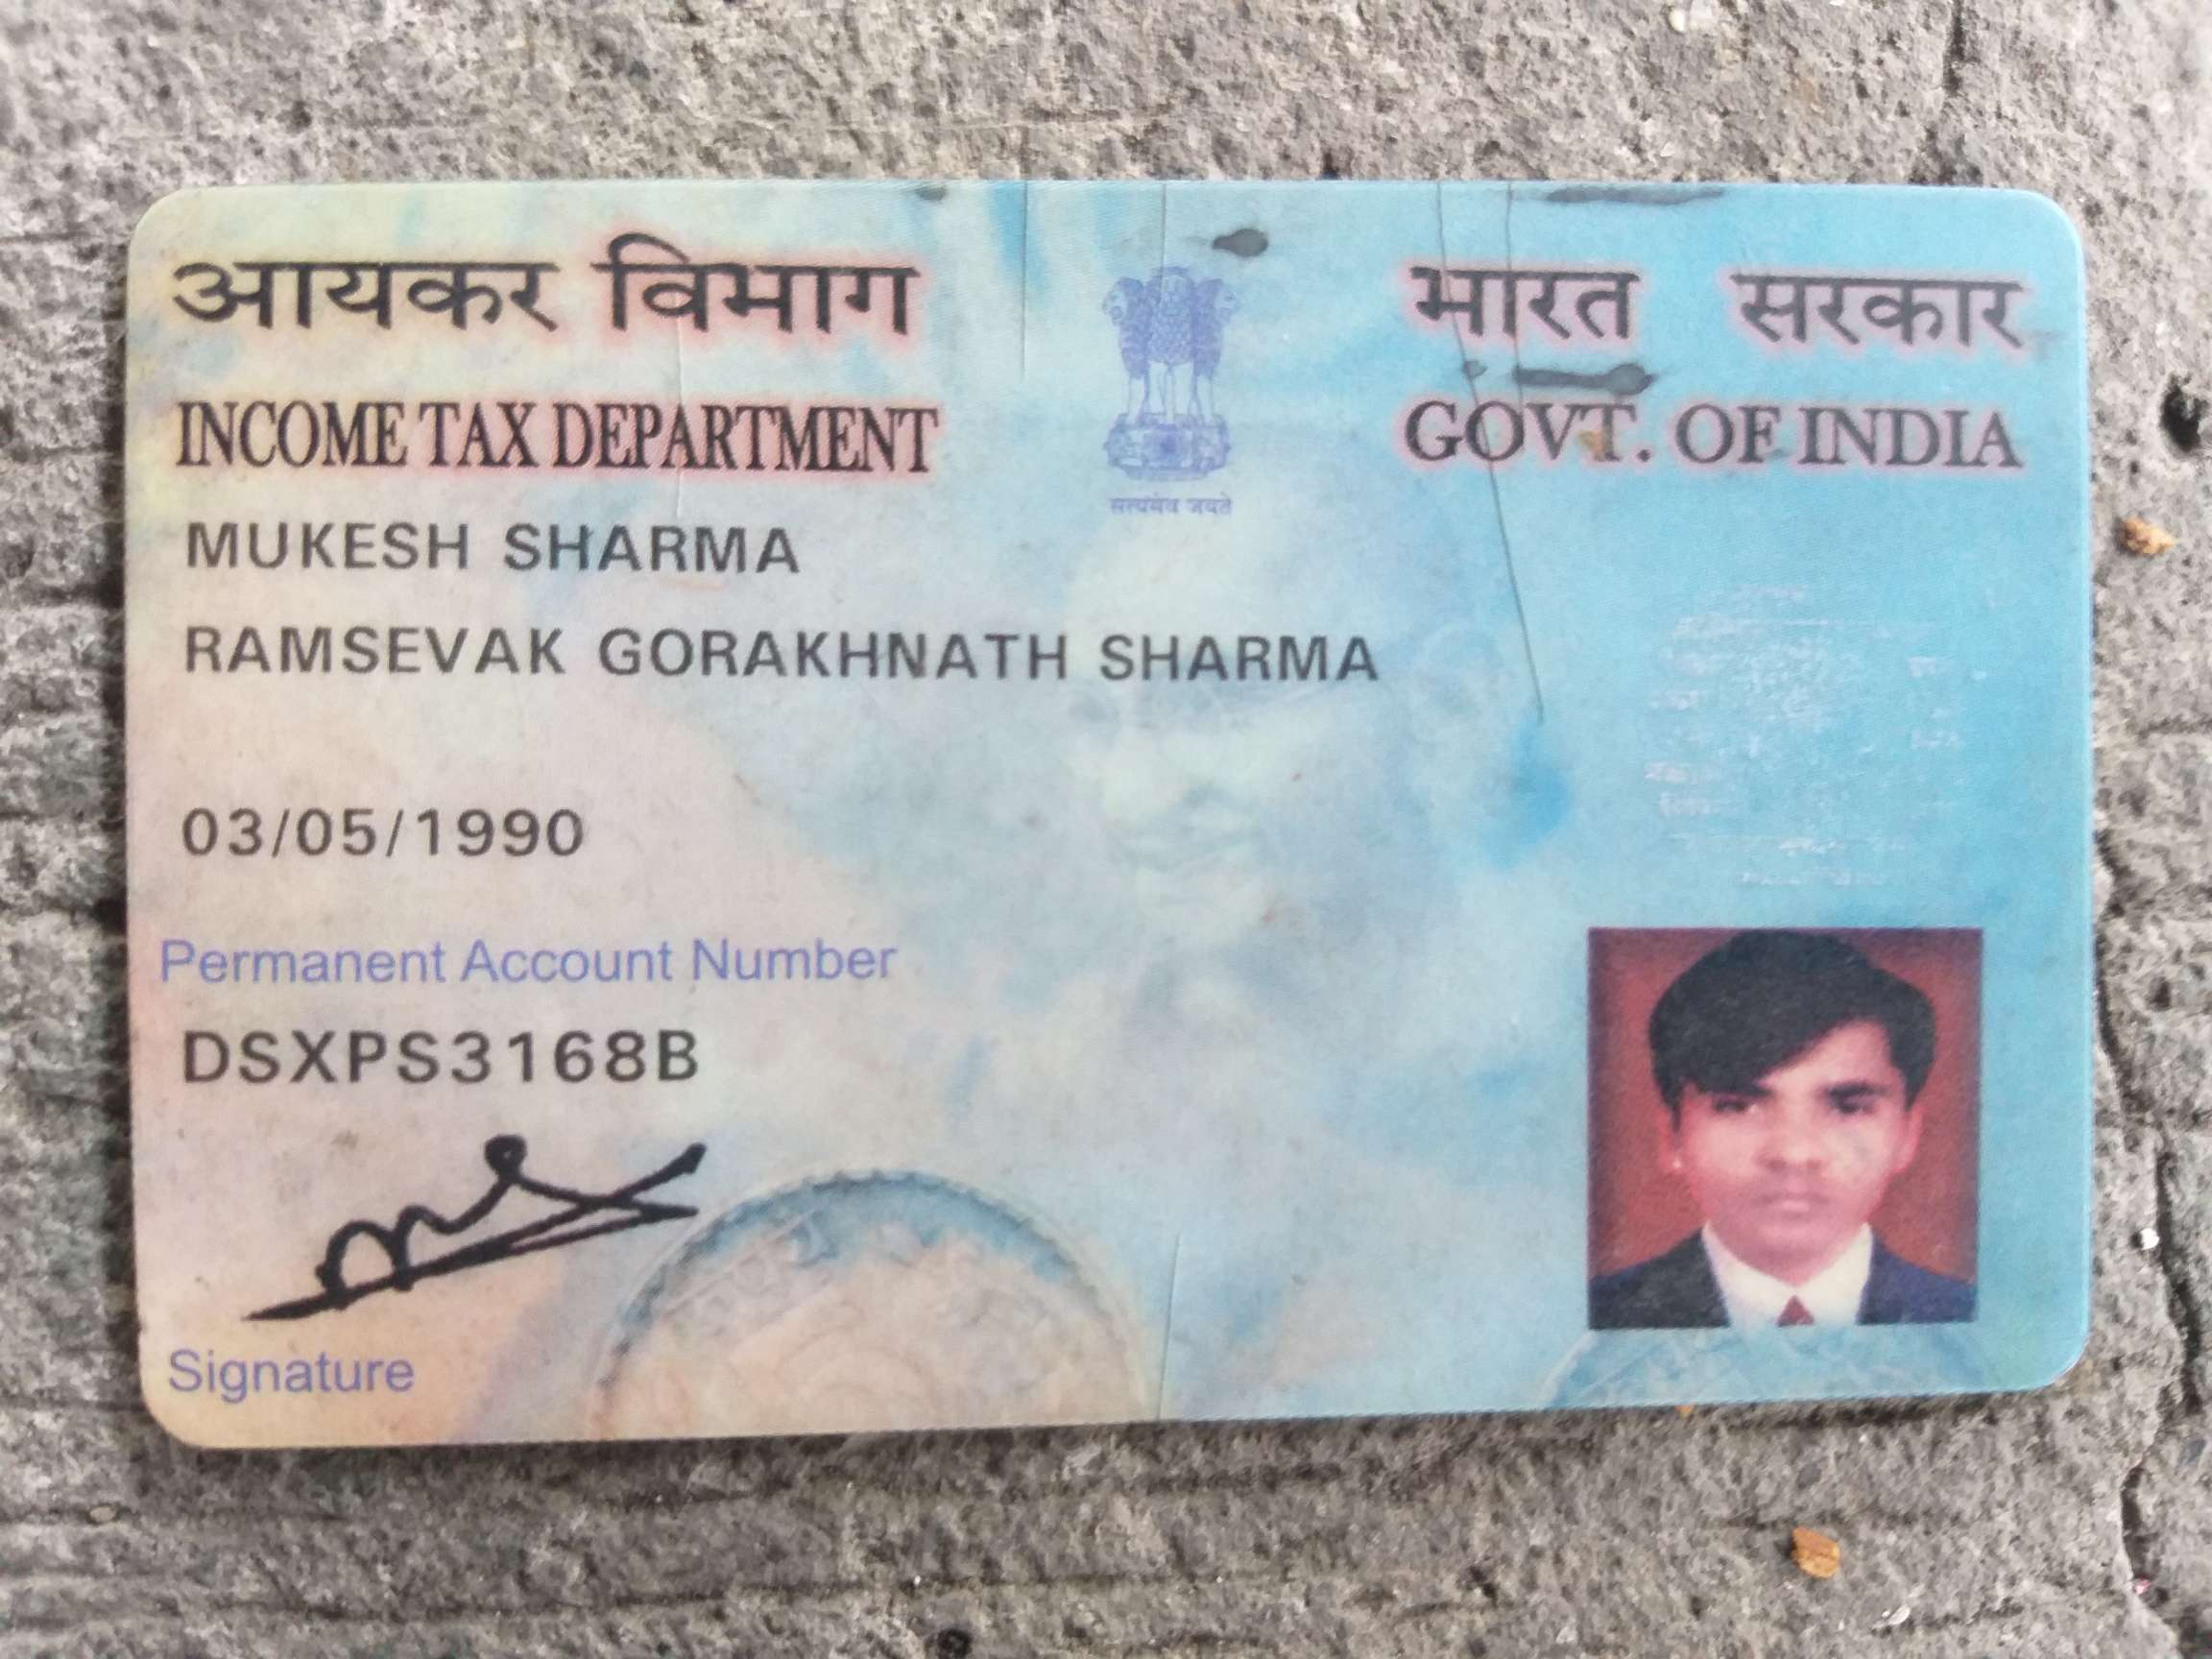 आयकर विभाग
INCOME TAX DEPARTMENT
भारत सरकार
GOVT. OF INDIA
सत्यमेव जयते
MUKESH SHARMA
RAMSEVAK GORAKHNATH SHARMA
03/05/1990
Permanent Account Number
DSXPS3168B
Signature